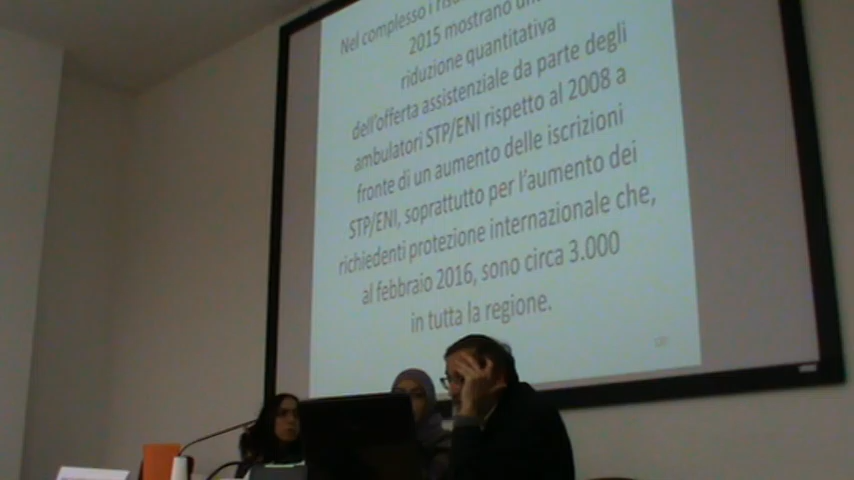 Nel complesso i
2015 mostrano una
riduzione quantitativa
dell'offerta assistenziale da parte degli
ambulatori STP/ENI rispetto al 2008 a
fronte di un aumento delle iscrizioni
STP/ENI, soprattutto per l'aumento dei
richiedenti protezione internazionale che,
al febbraio 2016, sono circa 3.000
in tutta la regione.